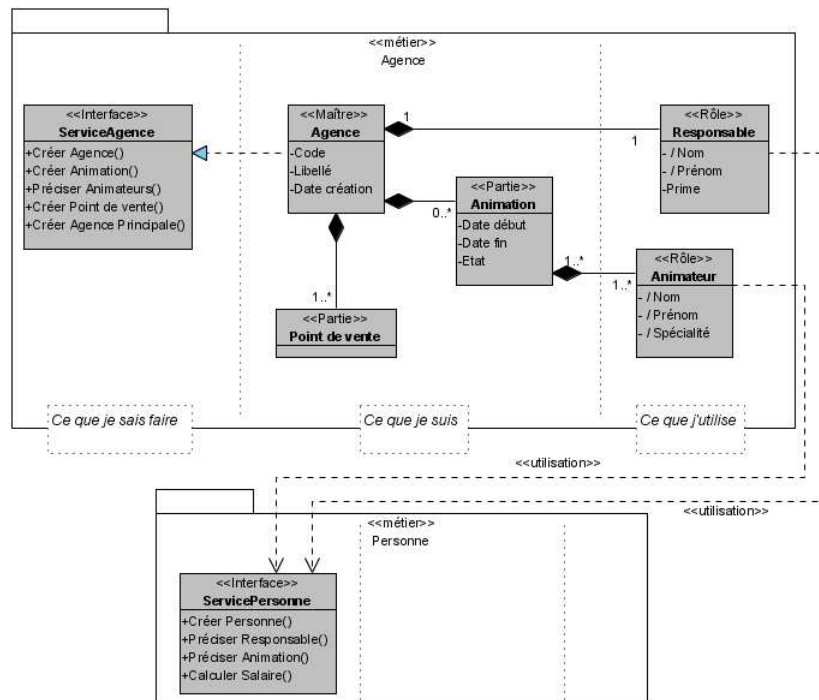 <<métier>>
Agence
<<Interface>>
ServiceAgence
+Créer Agence()
+Créer Animation()
+Préciser Animateurs()
+Créer Point de vente()
+Créer Agence Principale()
<<Maître>>
Agence
-Code
-Libellé
-Date création
1
1
<<Rôle>>
Responsable
- / Nom
- / Prénom
-Prime
0..*
<<Partie>>
Animation
-Date début
-Date fin
-Etat
1..*
1..*
<<Rôle>>
Animateur
- / Nom
- / Prénom
- / Spécialité
1..*
<<Partie>>
Point de vente
Ce que je sais faire
Ce que je suis
Ce que j'utilise
<<utilisation>>
<<utilisation>>
<<métier>>
Personne
<<Interface>>
ServicePersonne
+Créer Personne()
+Préciser Responsable()
+Préciser Animation()
+Calculer Salaire()